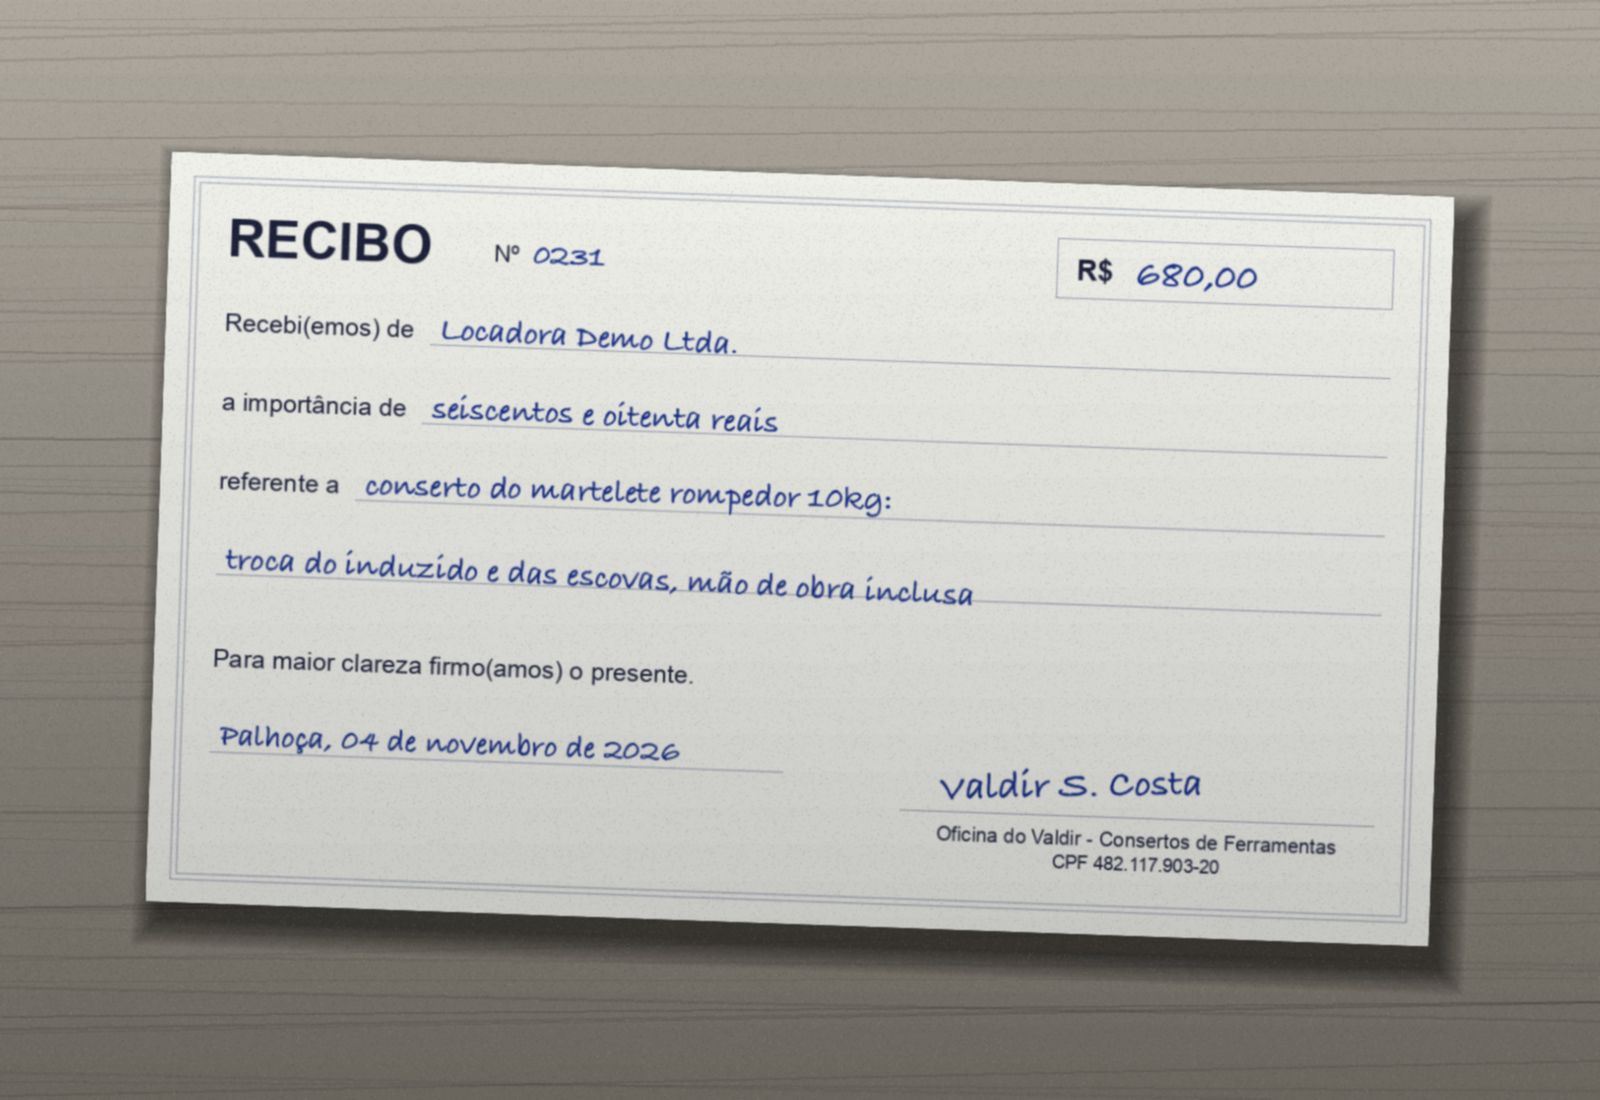 RECIBO Nº 0231 R$ 680,00
Recebi(emos) de Locadora Demo Ltda.
a importância de seiscentos e oitenta reais
referente a conserto do martelete rompedor 10kg:
troca do induzido e das escovas, mão de obra inclusa
Para maior clareza firmo(amos) o presente.
Palhoça, 04 de novembro de 2026
Valdir S. Costa
Oficina do Valdir - Consertos de Ferramentas
CPF 482.117.903-20